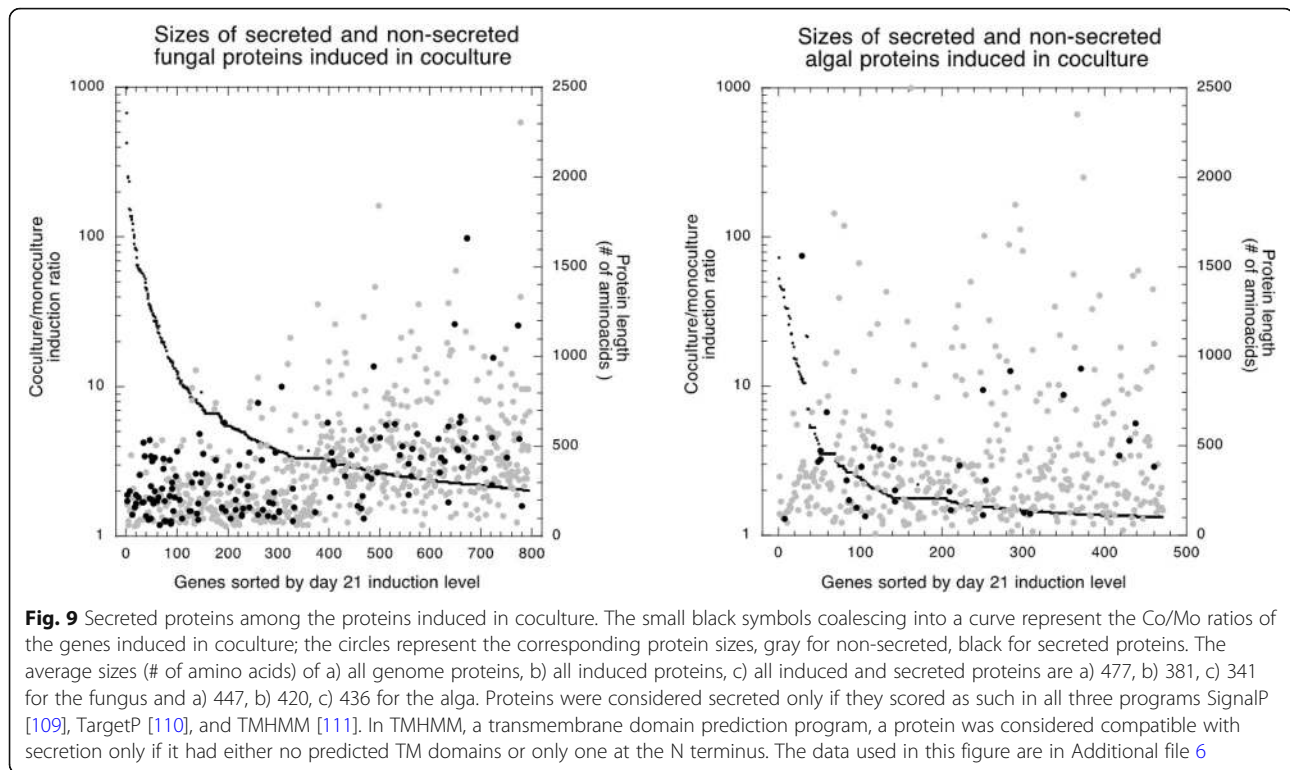 Sizes of secreted and non-secreted
fungal proteins induced in coculture
1000
100
10
1
Coculture/monoculture
induction ratio
2500
2000
1500
1000
500
0
Protein length
(# of aminoacids )
0 100 200 300 400 500 600 700 800
Genes sorted by day 21 induction level
Sizes of secreted and non-secreted
algal proteins induced in coculture
1000
100
10
1
Coculture/monoculture
induction ratio
2500
2000
1500
1000
500
0
Protein length
(# of aminoacids)
0 100 200 300 400 500
Genes sorted by day 21 induction level
Fig. 9 Secreted proteins among the proteins induced in coculture. The small black symbols coalescing into a curve represent the Co/Mo ratios of
the genes induced in coculture; the circles represent the corresponding protein sizes, gray for non-secreted, black for secreted proteins. The
average sizes (# of amino acids) of a) all genome proteins, b) all induced proteins, c) all induced and secreted proteins are a) 477, b) 381, c) 341
for the fungus and a) 447, b) 420, c) 436 for the alga. Proteins were considered secreted only if they scored as such in all three programs SignalP
[109], TargetP [110], and TMHMM [111]. In TMHMM, a transmembrane domain prediction program, a protein was considered compatible with
secretion only if it had either no predicted TM domains or only one at the N terminus. The data used in this figure are in Additional file 6